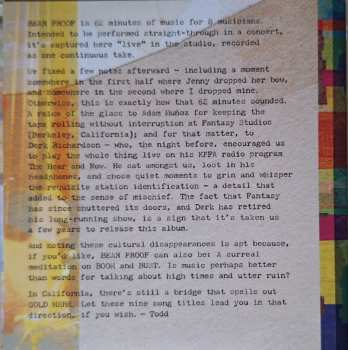 BEAM PROOF is 62 minutes of music for 8 musicians.
Intended to be performed straight-through in a concert,
it's captured here "live" in the studio, recorded
as one continuous take.
We fixed a few notes afterward - including a moment
somewhere in the first half where Jenny dropped her bow,
and somewhere in the second where I dropped mine.
Otherwise, this is exactly how that 62 minutes sounded.
A raise of the glass to Adam Muñoz for keeping the
tape rolling without interruption at Fantasy Studios
(Berkeley, California); and for that matter, to
Derk Richardson - who, the night before, encouraged us
to play the whole thing live on his KPFA radio program
The Hear and Now. He sat amongst us, lost in his
headphones, and chose quiet moments to grin and whisper
the requisite station identification - a detail that
added to the sense of mischief. The fact that Fantasy
has since shuttered its doors, and Derk has retired
his long-running show, is a sign that it's taken us
a few years to release this album.
And noting these cultural disappearances is apt because,
if you'd like, BEAM PROOF can also be: A surreal
meditation on BOOM and BUST. Is music perhaps better
than words for talking about high times and utter ruin?
In California, there's still a bridge that spells out
GOLD HERE. Let these nine song titles lead you in that
direction, if you wish. - Todd